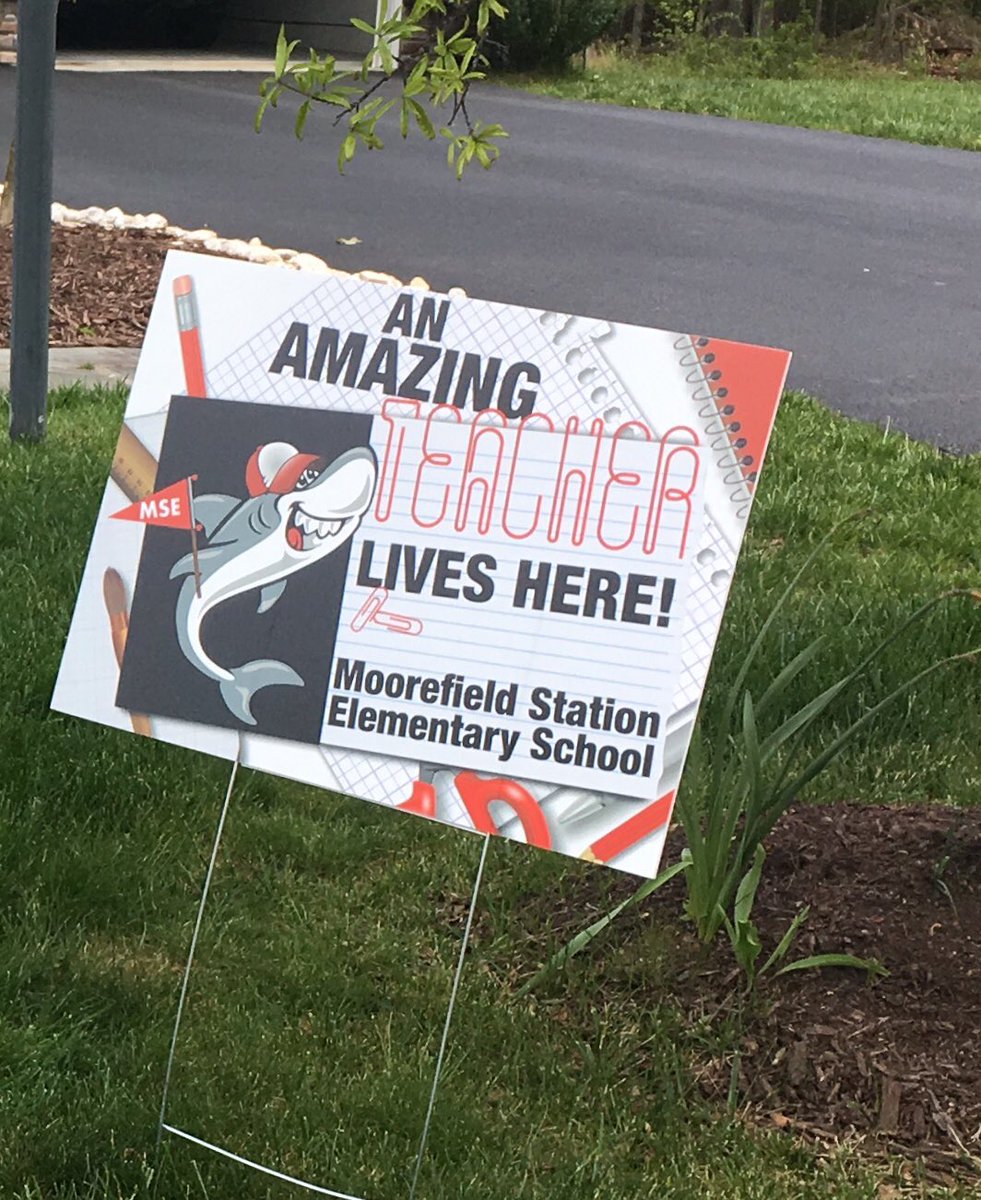 AN
AMAZING
TEACHER
MSE
LIVES HERE!
Moorefield Station
Elementary School